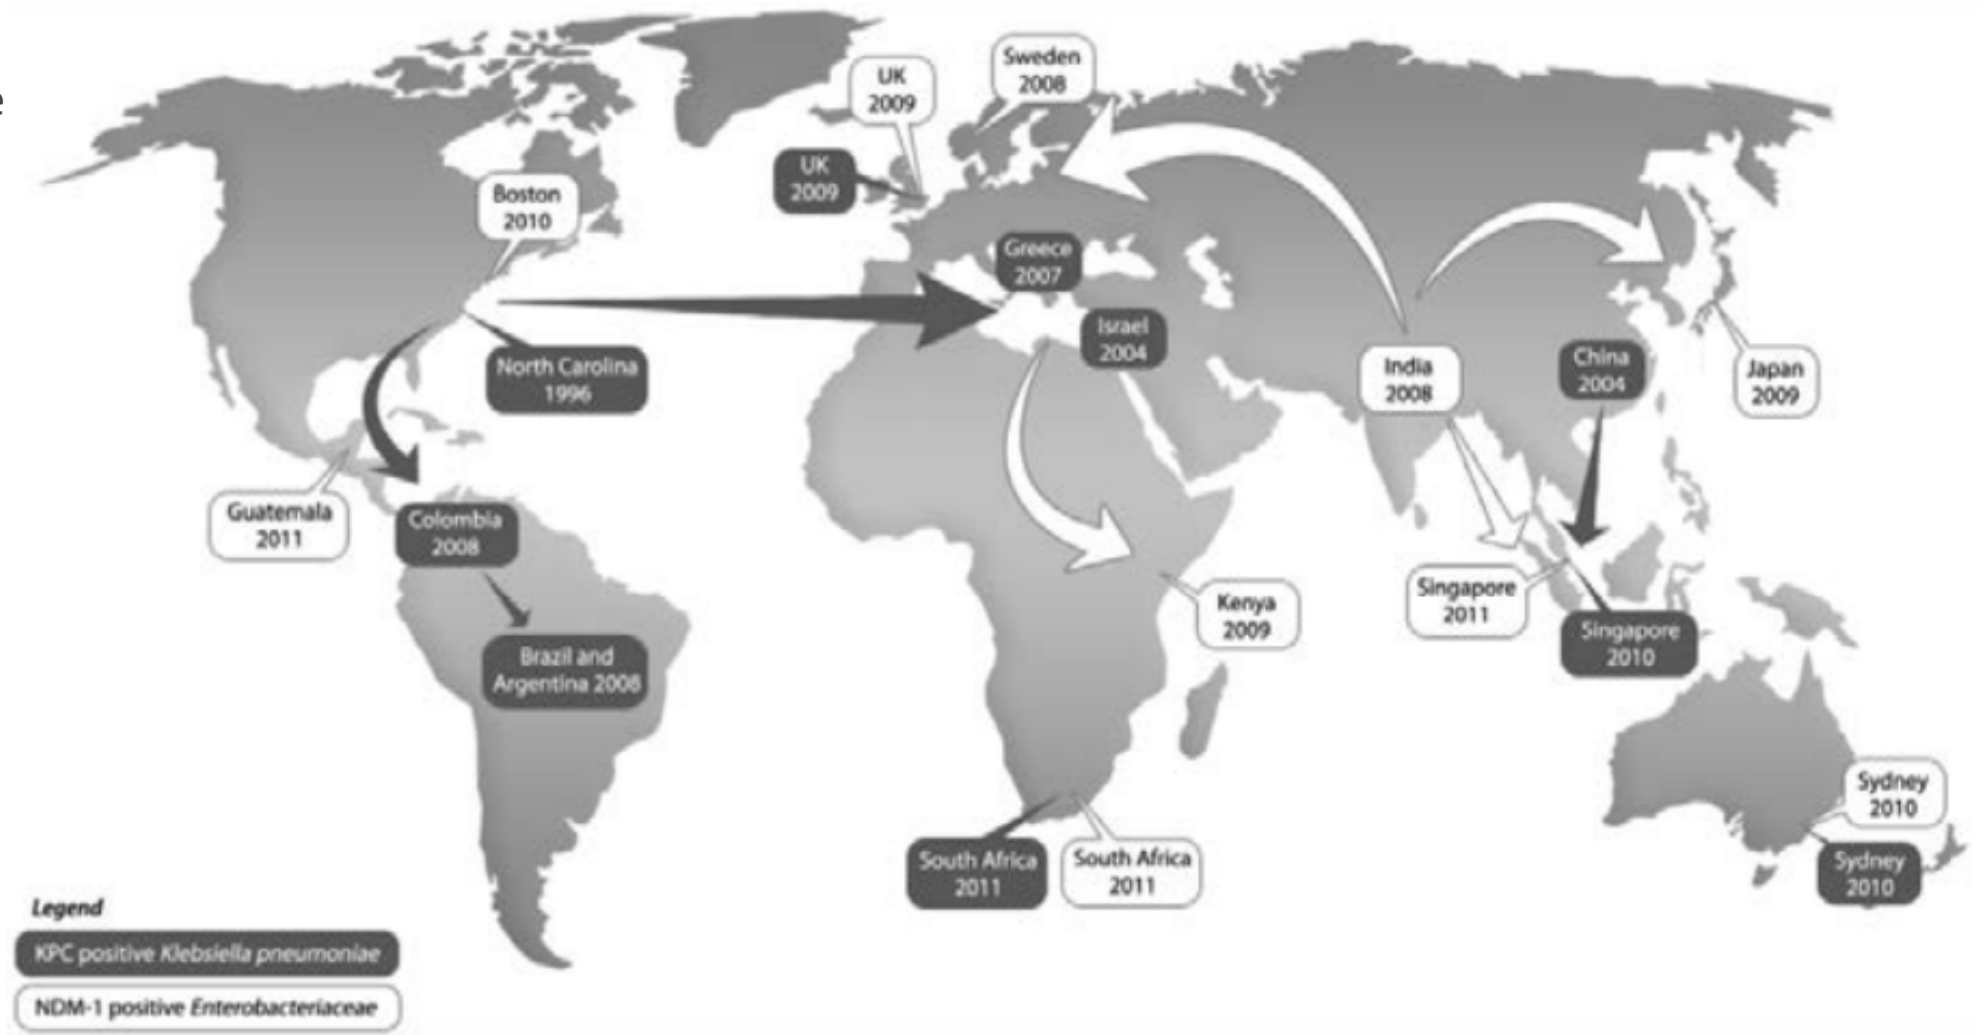 e
Sweden
2008
UK
2009
UK
2009
Boston
2010
Greece
2007
Israel
2004
North Carolina
1996
India
2008
China
2004
Japan
2009
Guatemala
2011
Colombia
2008
Kenya
2009
Singapore
2011
Singapore
2010
Brazil and
Argentina 2008
Sydney
2010
South Africa
2011
South Africa
2011
Sydney
2010
Legend
KPC positive Klebsiella pneumoniae
NDM-1 positive Enterobacteriaceae